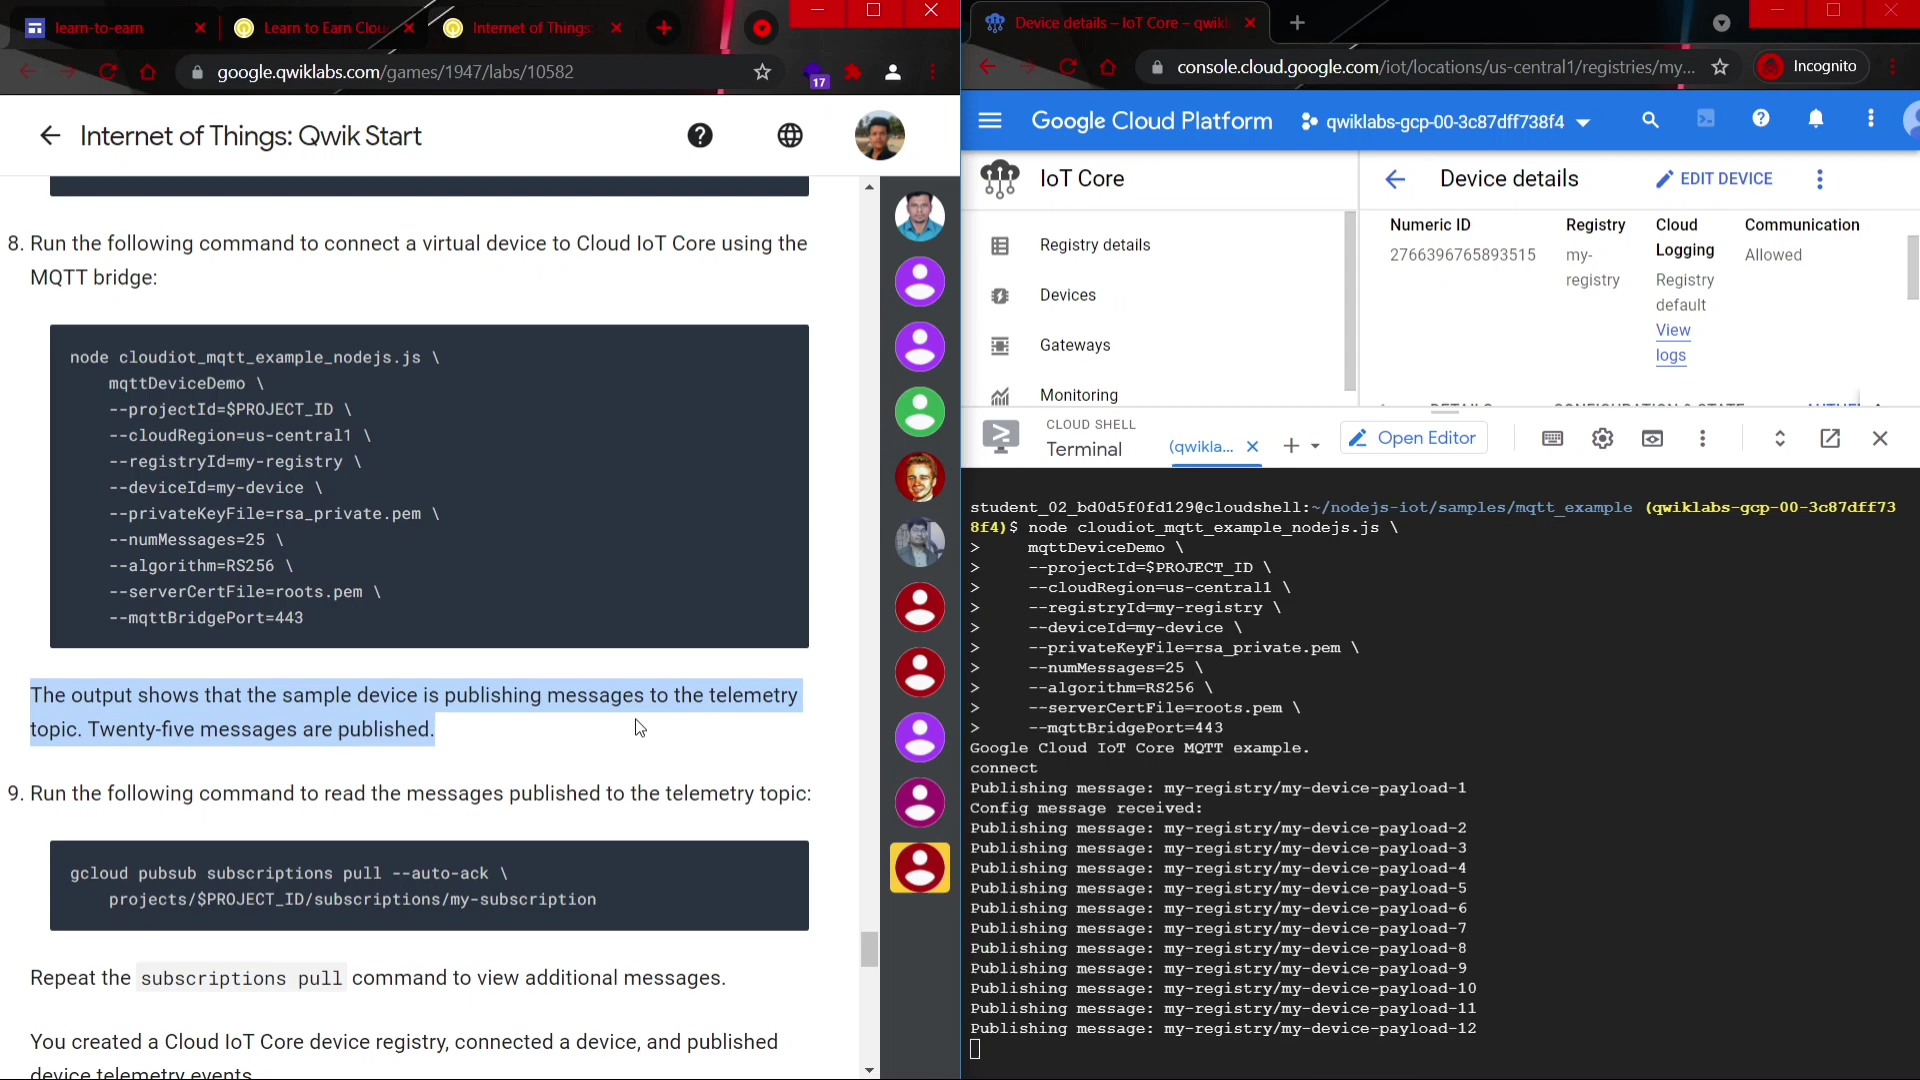 learn-to-earn
Learn to Earn Clou
Internet of Things:
google.qwiklabs.com/games/1947/labs/10582
17
Internet of Things: Qwik Start
8. Run the following command to connect a virtual device to Cloud IoT Core using the
MQTT bridge:
node cloudiot_mqtt_example_nodejs.js \
mqttDeviceDemo \
--projectId=$PROJECT_ID \
--cloudRegion=us-central1 \
--registryId=my-registry \
--deviceId=my-device \
--privateKeyFile=rsa_private.pem \
--numMessages=25 \
--algorithm=RS256 \
--serverCertFile=roots.pem \
--mqttBridgePort=443
The output shows that the sample device is publishing messages to the telemetry
topic. Twenty-five messages are published.
9. Run the following command to read the messages published to the telemetry topic:
gcloud pubsub subscriptions pull --auto-ack \
projects/$PROJECT_ID/subscriptions/my-subscription
Repeat the subscriptions pull command to view additional messages.
You created a Cloud IoT Core device registry, connected a device, and published
device telemetry events
Device details – IoT Core – qwikl
console.cloud.google.com/iot/locations/us-central1/registries/my...
Incognito
Google Cloud Platform
qwiklabs-gcp-00-3c87dff738f4
IoT Core
Registry details
Devices
Gateways
Monitoring
Device details
EDIT DEVICE
Numeric ID
2766396765893515
Registry
my-
registry
Cloud
Logging
Registry
default
View
logs
Communication
Allowed
DETAILS
CONFIGURATION & STATE
CLOUD SHELL
Terminal
(qwikla...
Open Editor
student_02_bd0d5f0fd129@cloudshell:~/nodejs-iot/samples/mqtt_example (qwiklabs-gcp-00-3c87dff73
8f4)$ node cloudiot_mqtt_example_nodejs.js \
> mqttDeviceDemo \
> --projectId=$PROJECT_ID \
> --cloudRegion=us-central1 \
> --registryId=my-registry \
> --deviceId=my-device \
> --privateKeyFile=rsa_private.pem \
> --numMessages=25 \
> --algorithm=RS256 \
> --serverCertFile=roots.pem \
> --mqttBridgePort=443
Google Cloud IoT Core MQTT example.
connect
Publishing message: my-registry/my-device-payload-1
Config message received:
Publishing message: my-registry/my-device-payload-2
Publishing message: my-registry/my-device-payload-3
Publishing message: my-registry/my-device-payload-4
Publishing message: my-registry/my-device-payload-5
Publishing message: my-registry/my-device-payload-6
Publishing message: my-registry/my-device-payload-7
Publishing message: my-registry/my-device-payload-8
Publishing message: my-registry/my-device-payload-9
Publishing message: my-registry/my-device-payload-10
Publishing message: my-registry/my-device-payload-11
Publishing message: my-registry/my-device-payload-12